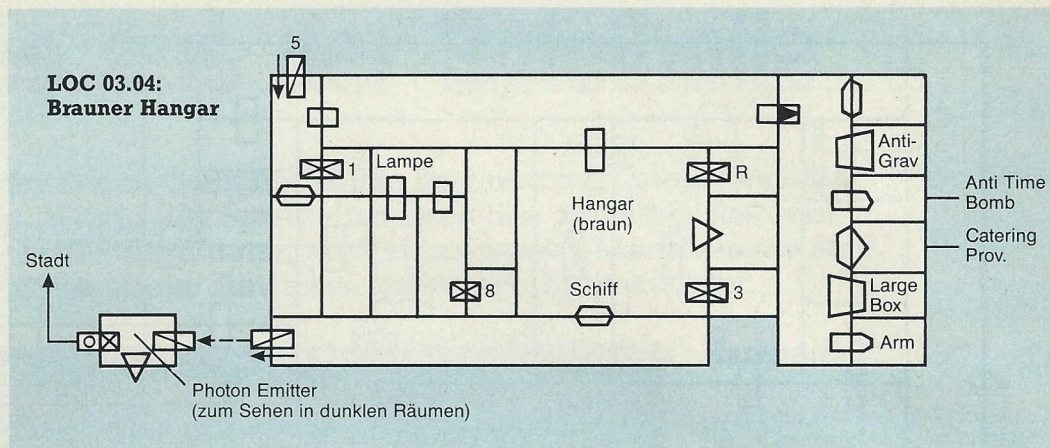 LOC 03.04:
Brauner Hangar
5
1
Lampe
R
Hangar
(braun)
8
Schiff
3
Anti-
Grav
Anti Time
Bomb
Catering
Prov.
Large
Box
Arm
Stadt
Photon Emitter
(zum Sehen in dunklen Räumen)